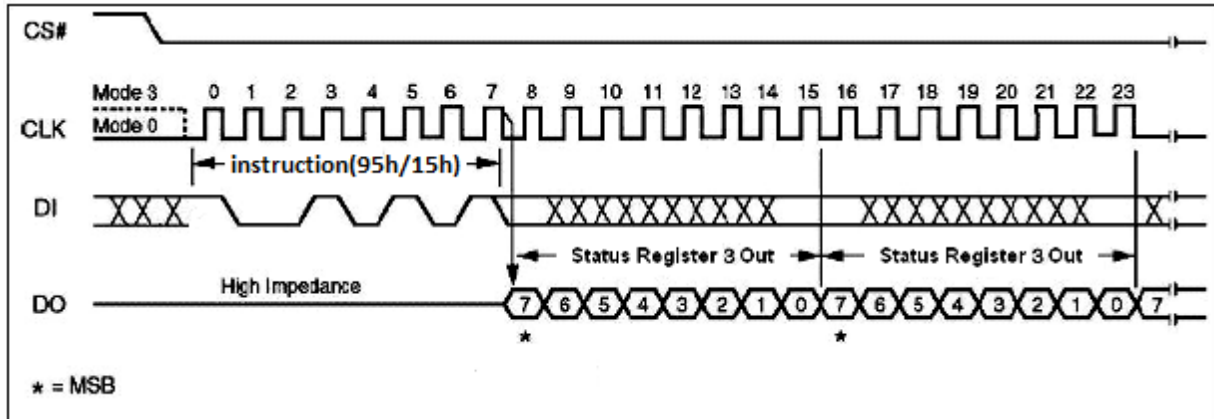 CS#
Mode 3 0 1 2 3 4 5 6 7 8 9 10 11 12 13 14 15 16 17 18 19 20 21 22 23
CLK Mode 0
instruction(95h/15h)
DI
Status Register 3 Out Status Register 3 Out
High Impedance
DO 7 6 5 4 3 2 1 0 7 6 5 4 3 2 1 0 7
* *
* = MSB